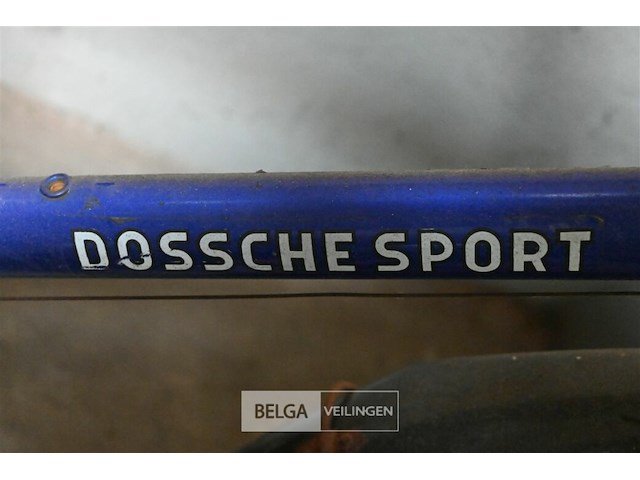 DOSSCHE SPORT
BELGA VEILINGEN